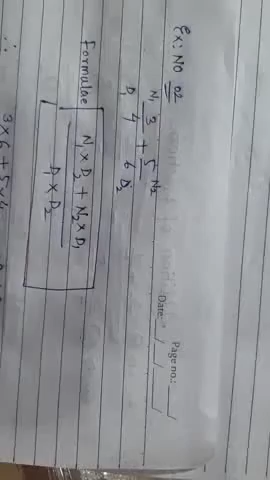 Page no.: ___
Date: / /
Ex: NO 02
N₁ 3 + 5 N₂
D₁ 4 6 D₂
formulae
N₁ × D₂ + N₂ × D₁
D₁ × D₂
3 × 6 + 5 × 4